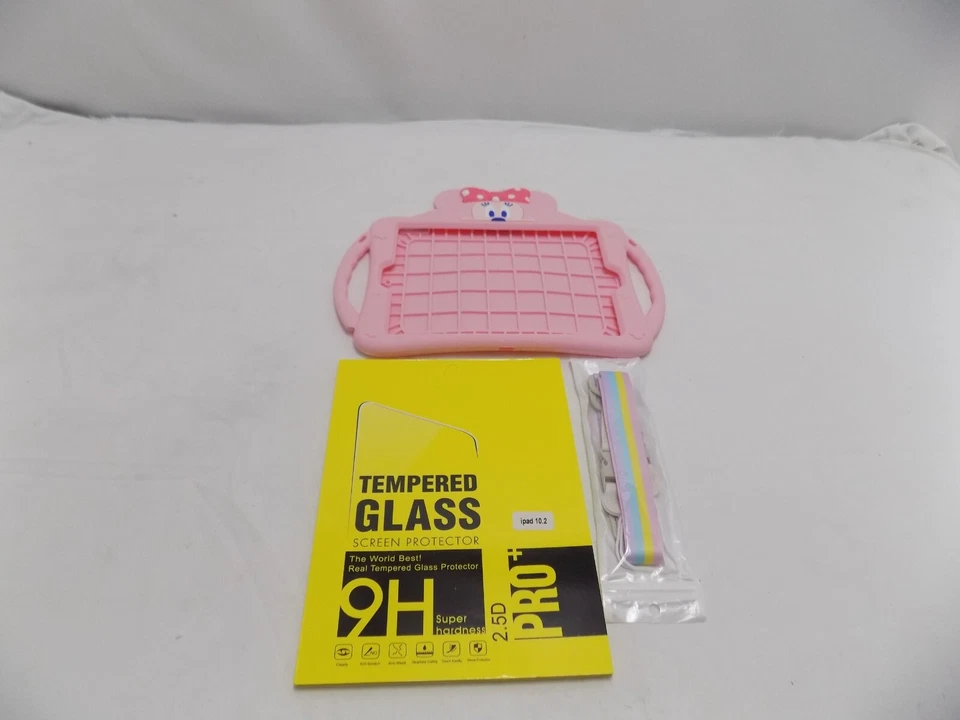 TEMPERED
GLASS
SCREEN PROTECTOR
ipad 10.2
The World Best!
Real Tempered Glass Protector
9H
Super
hardness
2.5D
PRO+